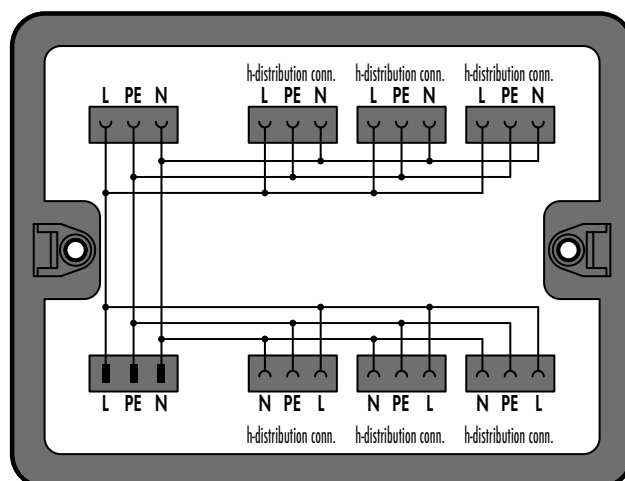 h-distribution conn. h-distribution conn. h-distribution conn.
L PE N L PE N L PE N L PE N
L PE N N PE L N PE L N PE L
h-distribution conn. h-distribution conn. h-distribution conn.